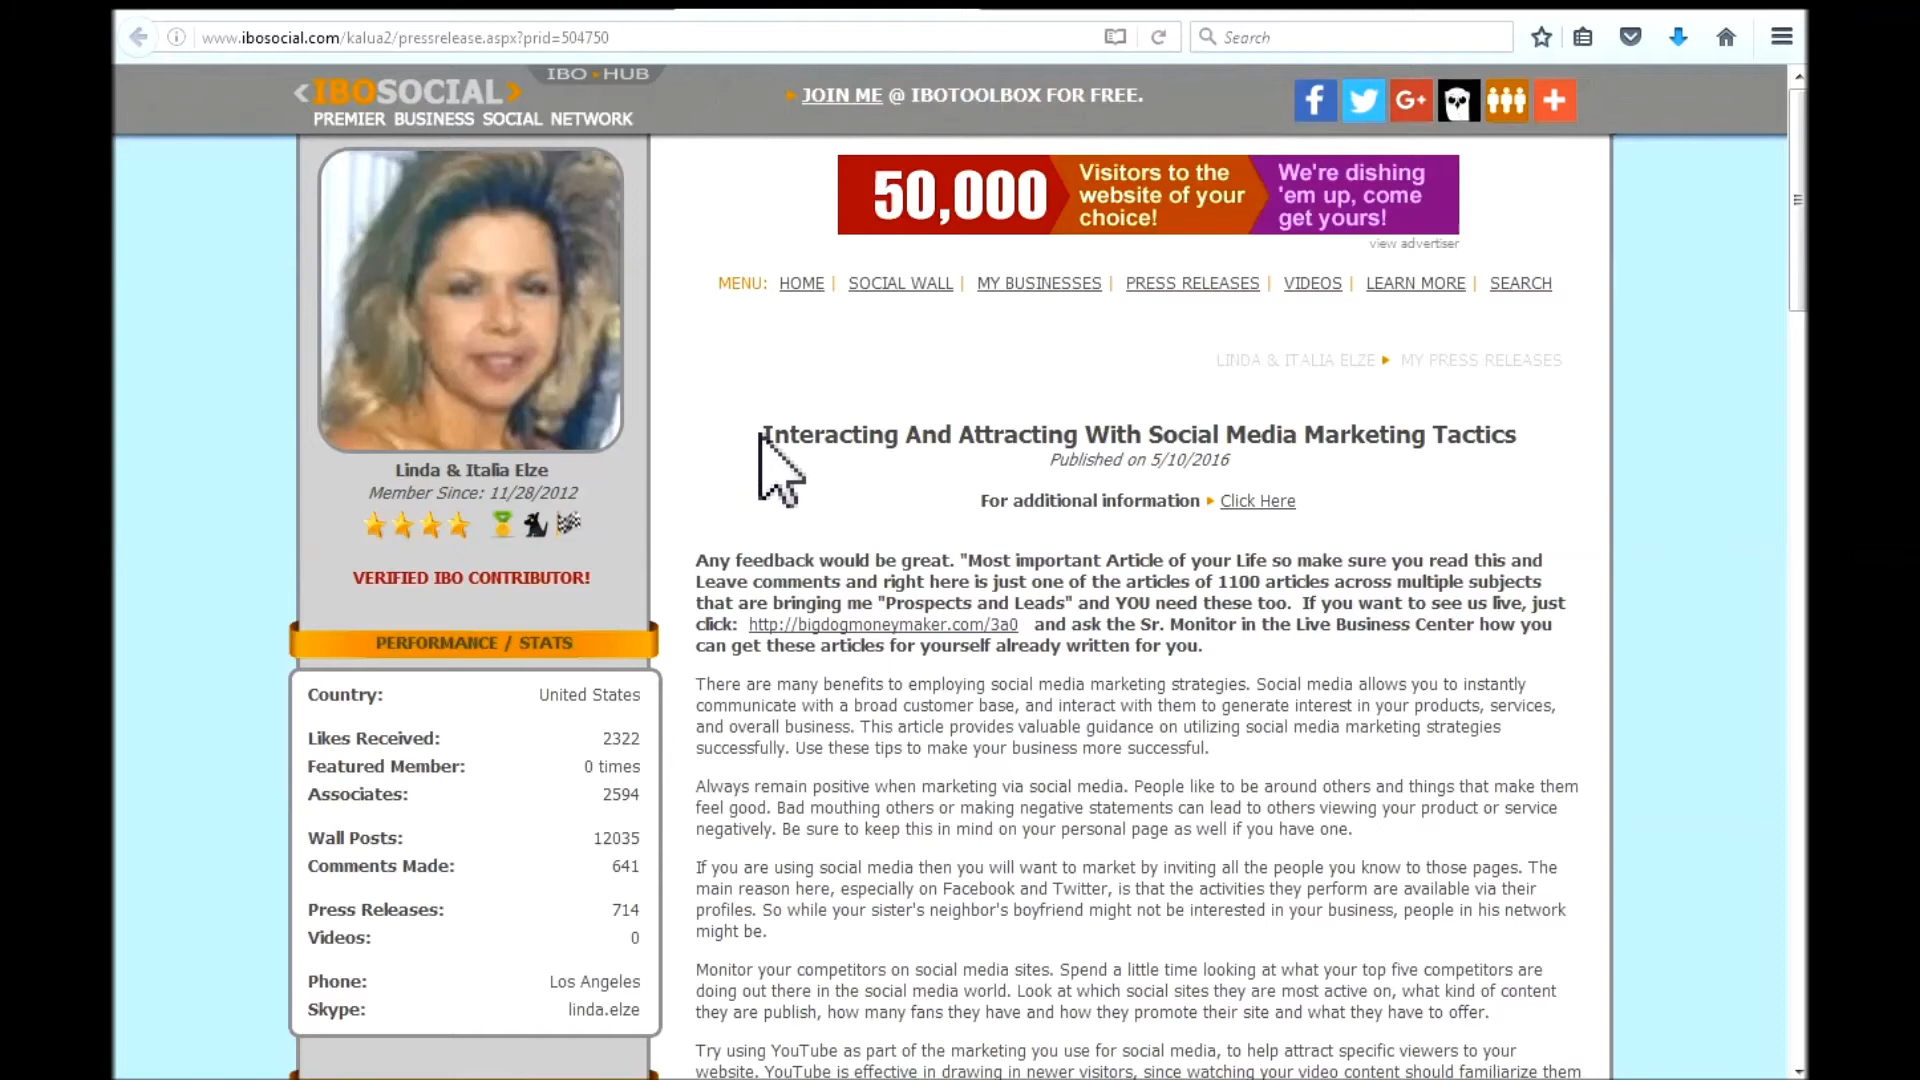 www.ibosocial.com/kalua2/pressrelease.aspx?prid=504750
Search
IBO HUB
<IBOSOCIAL>
PREMIER BUSINESS SOCIAL NETWORK
JOIN ME @ IBOTOOLBOX FOR FREE.
f
G+
50,000
Visitors to the
website of your
choice!
We're dishing
'em up, come
get yours!
view advertiser
MENU: HOME | SOCIAL WALL | MY BUSINESSES | PRESS RELEASES | VIDEOS | LEARN MORE | SEARCH
LINDA & ITALIA ELZE MY PRESS RELEASES
Linda & Italia Elze
Member Since: 11/28/2012
VERIFIED IBO CONTRIBUTOR!
PERFORMANCE / STATS
Country: United States
Likes Received: 2322
Featured Member: 0 times
Associates: 2594
Wall Posts: 12035
Comments Made: 641
Press Releases: 714
Videos: 0
Phone: Los Angeles
Skype: linda.elze
Interacting And Attracting With Social Media Marketing Tactics
Published on 5/10/2016
For additional information Click Here
Any feedback would be great. "Most important Article of your Life so make sure you read this and
Leave comments and right here is just one of the articles of 1100 articles across multiple subjects
that are bringing me "Prospects and Leads" and YOU need these too. If you want to see us live, just
click: http://bigdogmoneymaker.com/3a0 and ask the Sr. Monitor in the Live Business Center how you
can get these articles for yourself already written for you.
There are many benefits to employing social media marketing strategies. Social media allows you to instantly
communicate with a broad customer base, and interact with them to generate interest in your products, services,
and overall business. This article provides valuable guidance on utilizing social media marketing strategies
successfully. Use these tips to make your business more successful.
Always remain positive when marketing via social media. People like to be around others and things that make them
feel good. Bad mouthing others or making negative statements can lead to others viewing your product or service
negatively. Be sure to keep this in mind on your personal page as well if you have one.
If you are using social media then you will want to market by inviting all the people you know to those pages. The
main reason here, especially on Facebook and Twitter, is that the activities they perform are available via their
profiles. So while your sister's neighbor's boyfriend might not be interested in your business, people in his network
might be.
Monitor your competitors on social media sites. Spend a little time looking at what your top five competitors are
doing out there in the social media world. Look at which social sites they are most active on, what kind of content
they are publish, how many fans they have and how they promote their site and what they have to offer.
Try using YouTube as part of the marketing you use for social media, to help attract specific viewers to your
website. YouTube is effective in drawing in newer visitors, since watching your video content should familiarize them